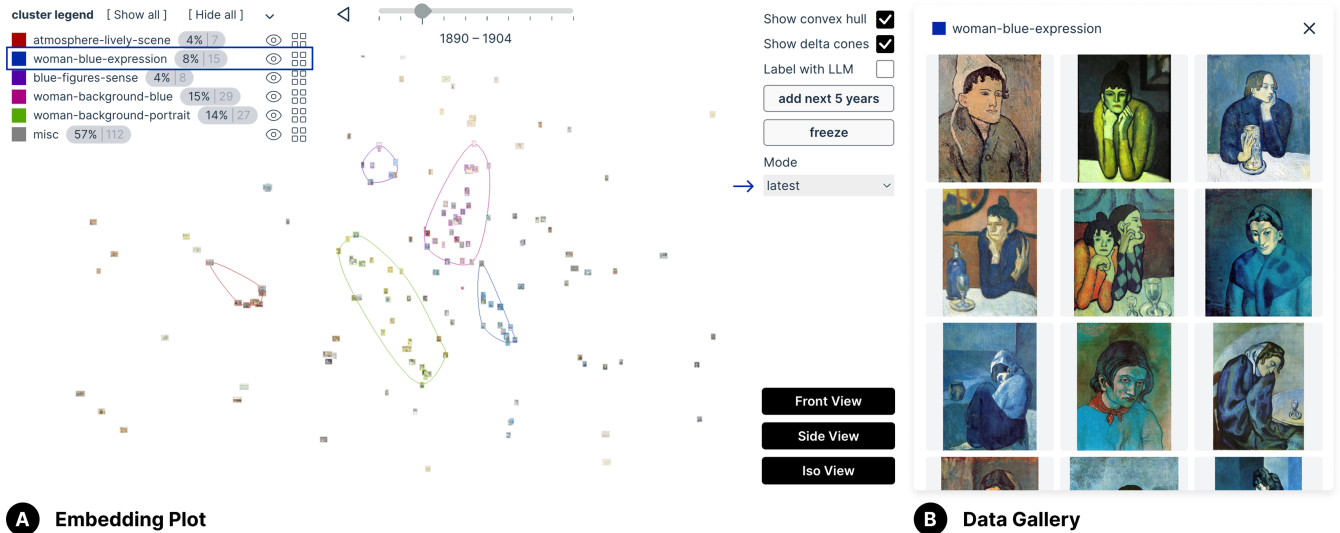 cluster legend [ Show all ] [ Hide all ]
atmosphere-lively-scene 4% | 7
woman-blue-expression 8% | 15
blue-figures-sense 4% | 8
woman-background-blue 15% | 29
woman-background-portrait 14% | 27
misc 57% | 112
1890 – 1904
Show convex hull
Show delta cones
Label with LLM
add next 5 years
freeze
Mode
latest
Front View
Side View
Iso View
woman-blue-expression
A Embedding Plot
B Data Gallery